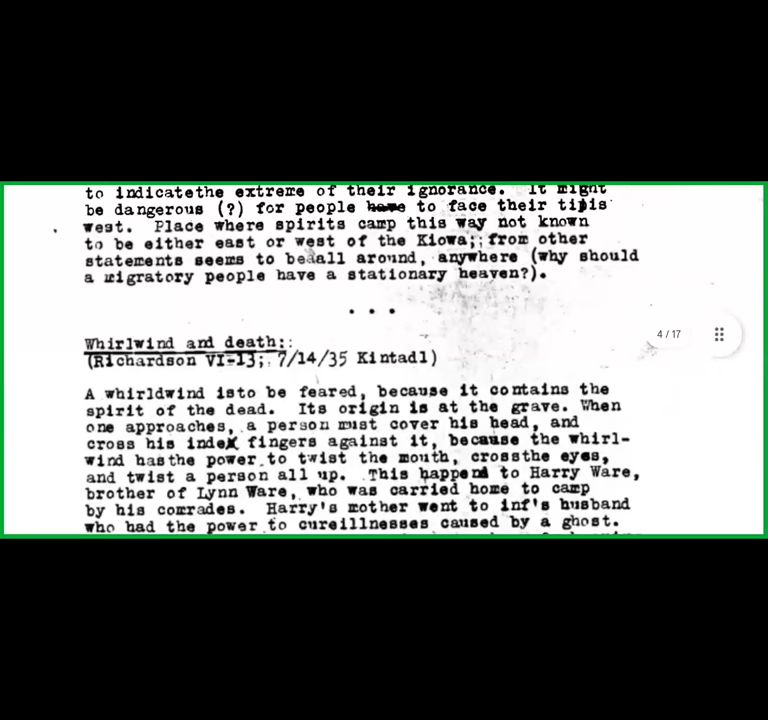 to indicatethe extreme of their ignorance.  It might
be dangerous (?) for people have to face their tipis
west.  Place where spirits camp this way not known
to be either east or west of the Kiowa;;from other
statements seems to beaall around, anywhere (why should
a migratory people have a stationary heaven?).
. . .
4 / 17
Whirlwind and death::
(Richardson VI-13; 7/14/35 Kintadl)
A whirldwind isto be feared, because it contains the
spirit of the dead.  Its origin is at the grave. When
one approaches, a person must cover his head, and
cross his index fingers against it, because the whirl-
wind hasthe power to twist the mouth, crossthe eyes,
and twist a person all up.  This happend to Harry Ware,
brother of Lynn Ware, who was carried home to camp
by his comrades.  Harry's mother went to inf's husband
who had the power to cureillnesses caused by a ghost.